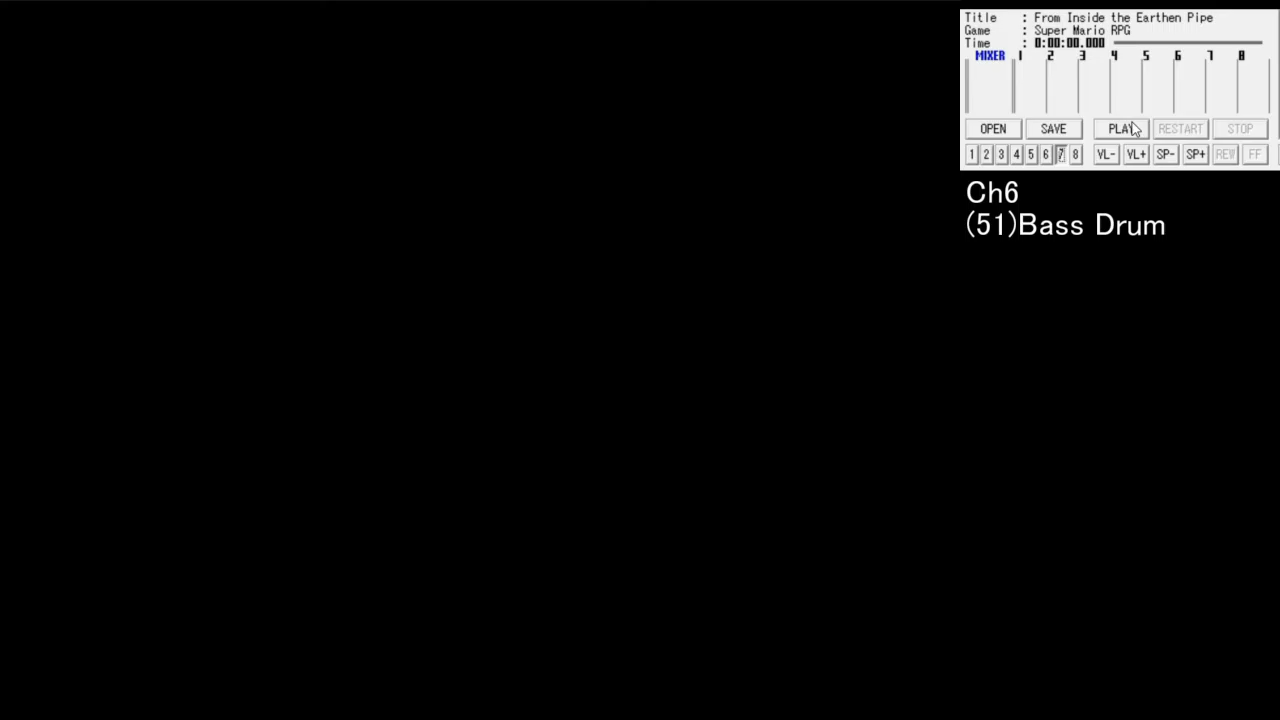 Title : From Inside the Earthen Pipe
Game : Super Mario RPG
Time : 0:00:00.000
MIXER 1 2 3 4 5 6 7 8
OPEN SAVE PLAY RESTART STOP
1 2 3 4 5 6 7 8 VL- VL+ SP- SP+ REW FF
Ch6
(51)Bass Drum